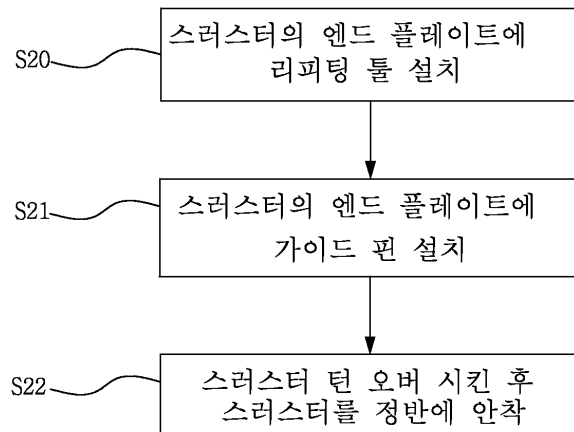 S20
스러스터의 엔드 플레이트에
리피팅 툴 설치
S21
스러스터의 엔드 플레이트에
가이드 핀 설치
S22
스러스터 턴 오버 시킨 후
스러스터를 정반에 안착